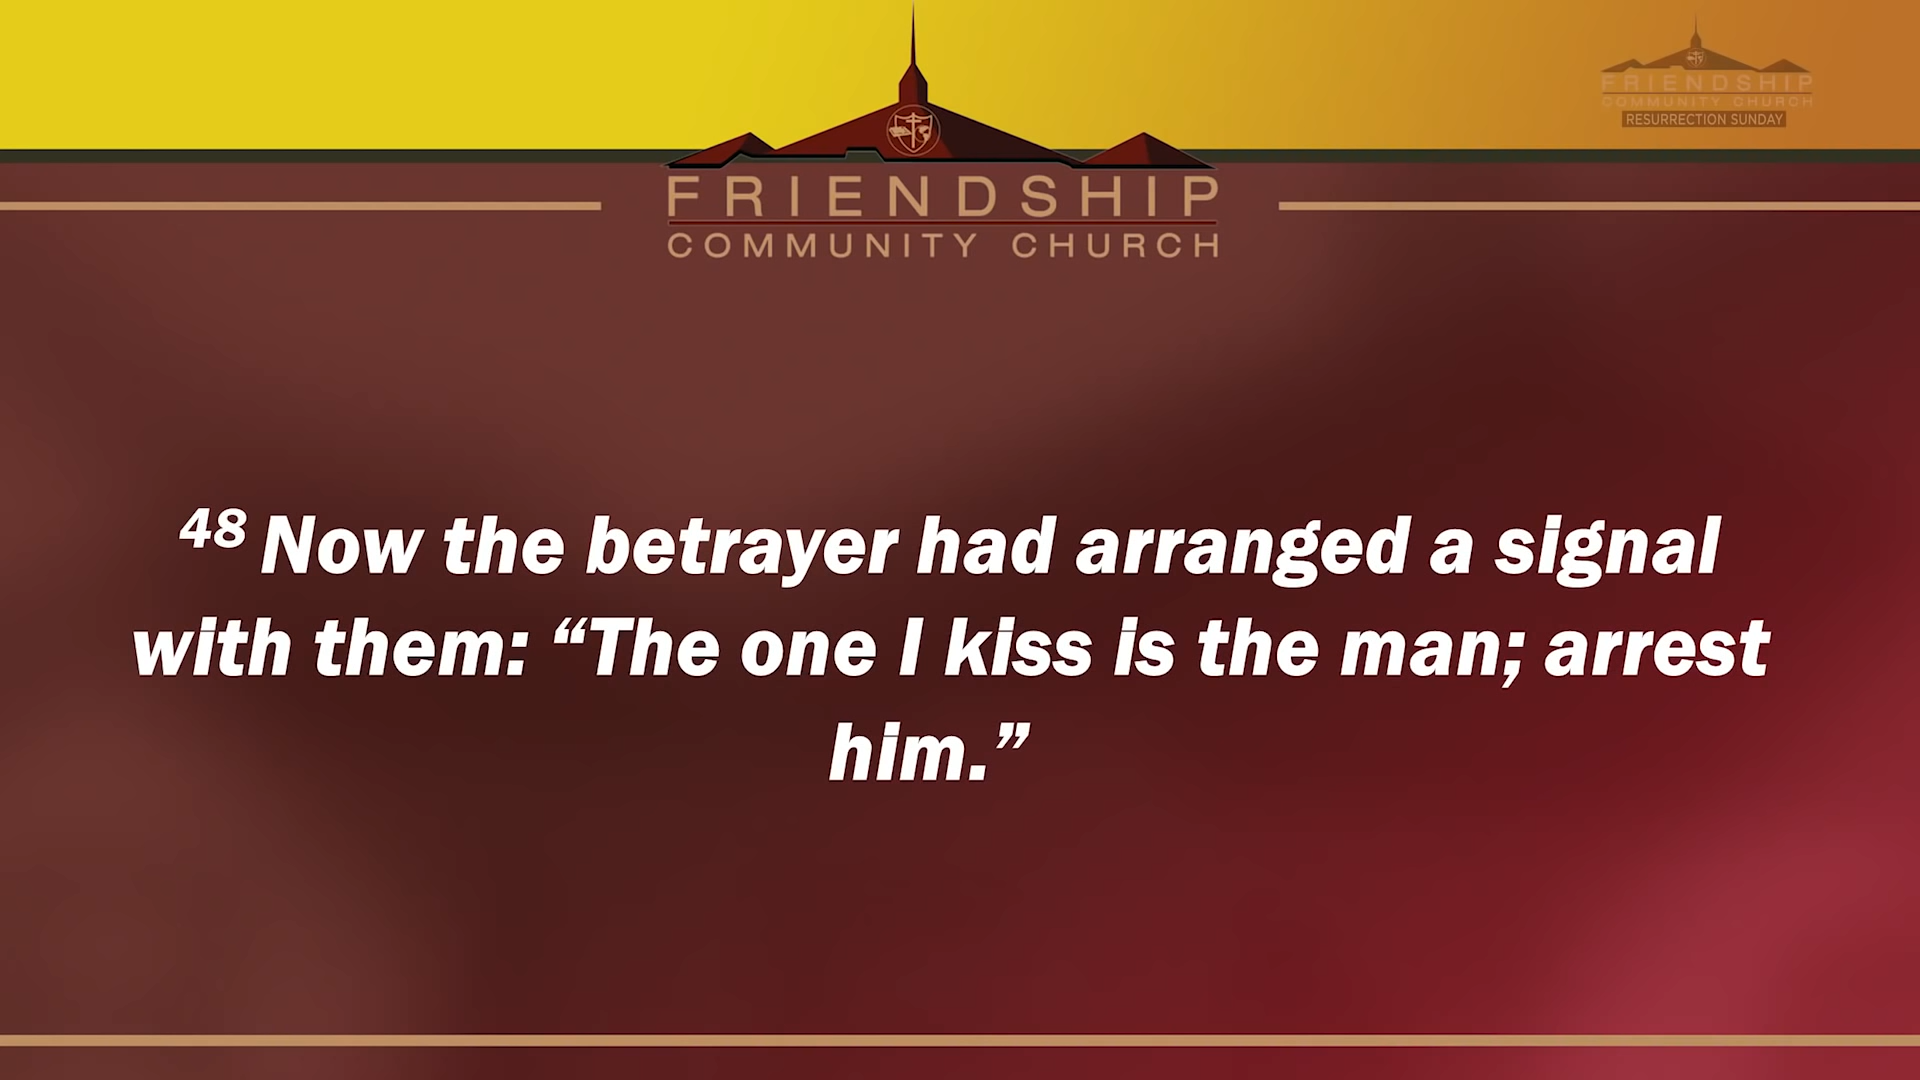 FRIENDSHIP
COMMUNITY CHURCH
RESURRECTION SUNDAY
FRIENDSHIP
COMMUNITY CHURCH
48 Now the betrayer had arranged a signal
with them: “The one I kiss is the man; arrest
him.”